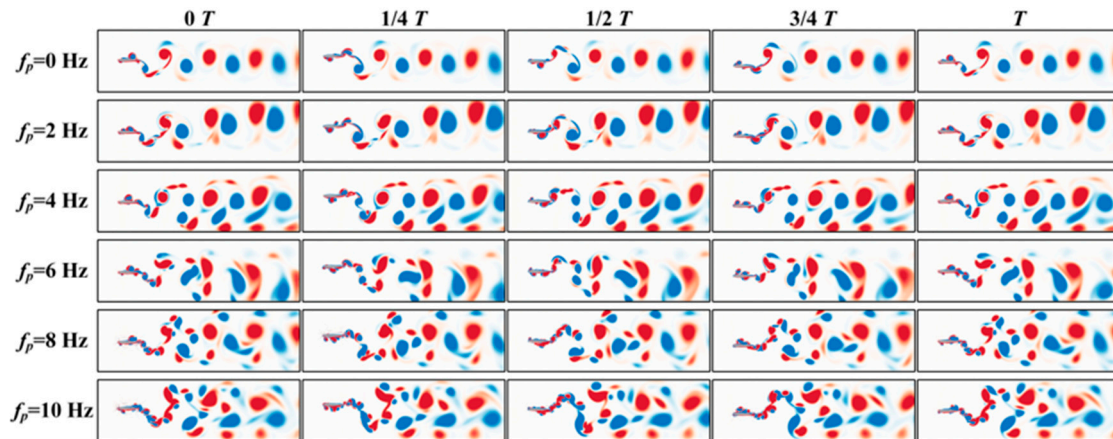 0 T 1/4 T 1/2 T 3/4 T T
fp=0 Hz
fp=2 Hz
fp=4 Hz
fp=6 Hz
fp=8 Hz
fp=10 Hz